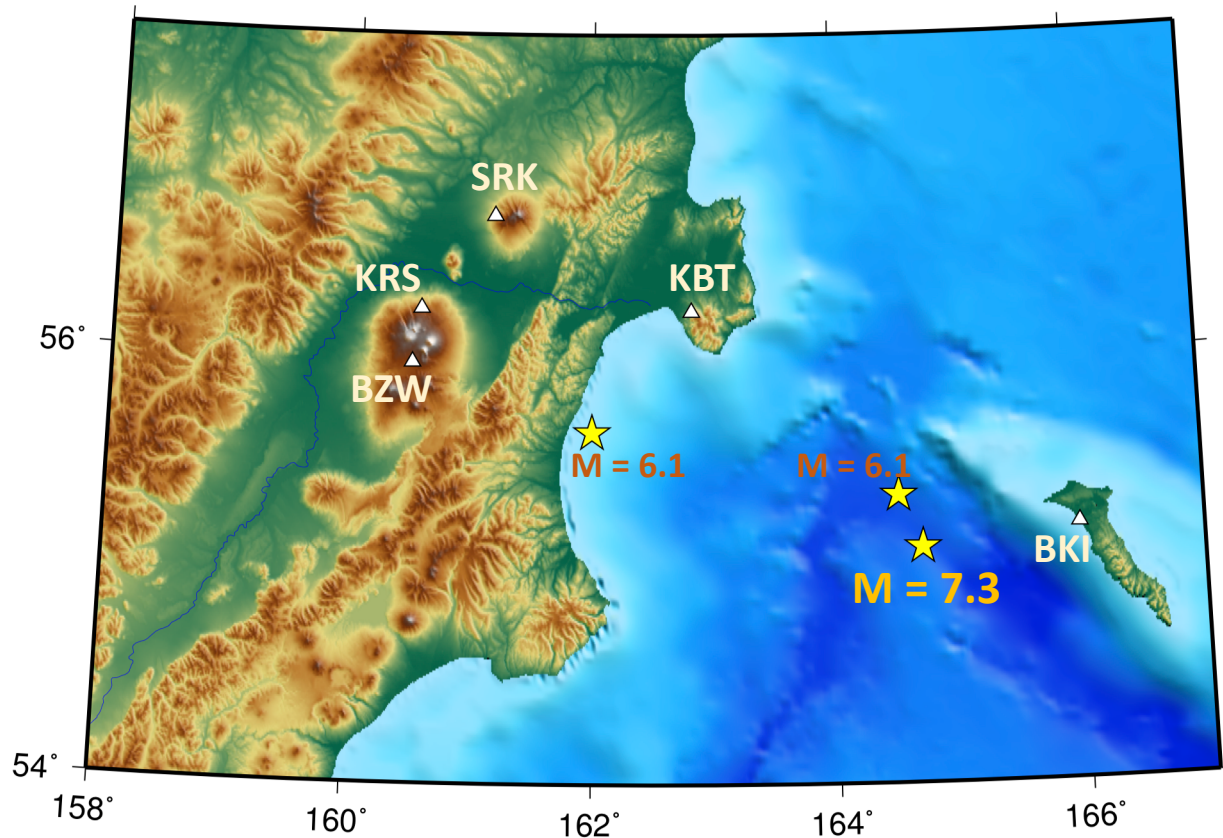 SRK
KRS
KBT
56°
BZW
M = 6.1
M = 6.1
BKI
M = 7.3
54°
158°
160°
162°
164°
166°